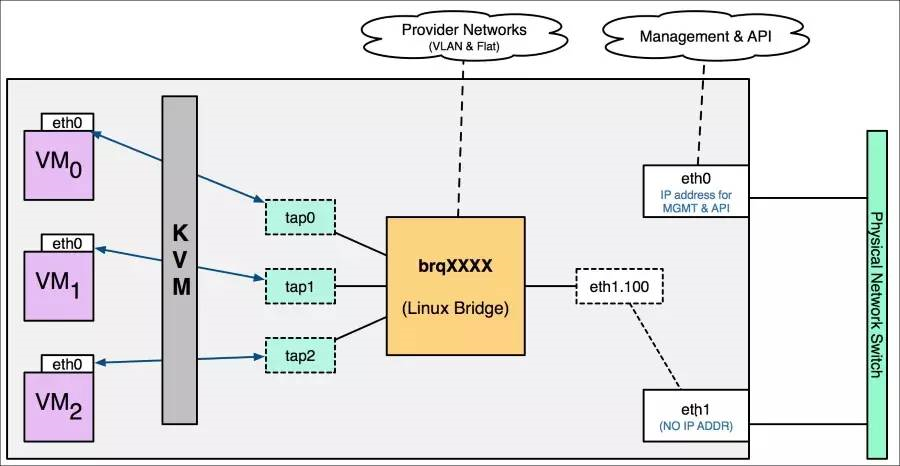 Provider Networks
(VLAN & Flat)
Management & API
eth0
VM0
eth0
VM1
eth0
VM2
K
V
M
tap0
tap1
tap2
brqXXXX
(Linux Bridge)
eth1.100
eth0
IP address for
MGMT & API
eth1
(NO IP ADDR)
Physical Network Switch